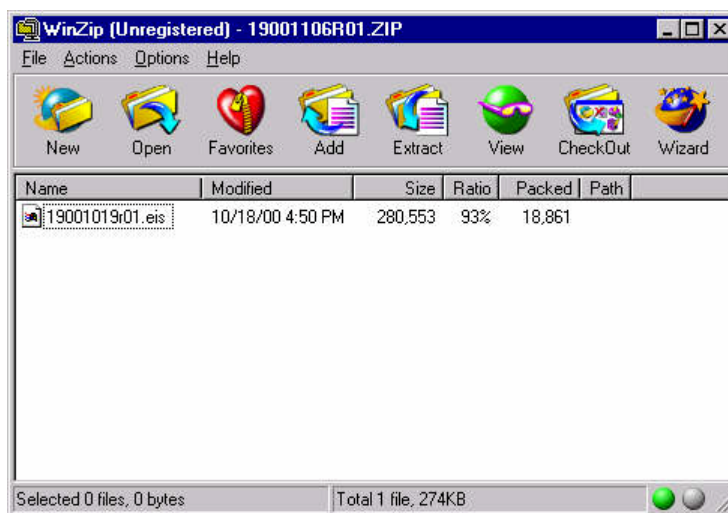 WinZip (Unregistered) - 19001106R01.ZIP
File Actions Options Help
New Open Favorites Add Extract View CheckOut Wizard
Name Modified Size Ratio Packed Path
19001019r01.eis 10/18/00 4:50 PM 280,553 93% 18,861
Selected 0 files, 0 bytes Total 1 file, 274KB